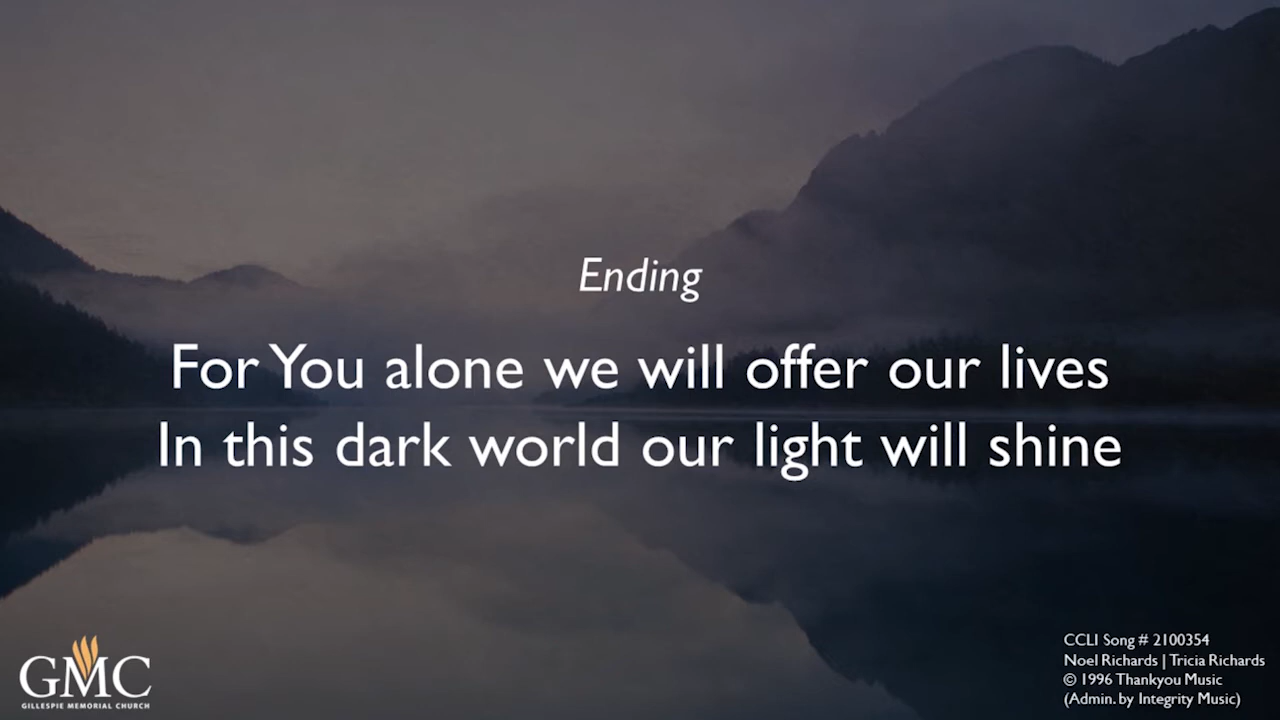 Ending
For You alone we will offer our lives
In this dark world our light will shine
GMC
GILLESPIE MEMORIAL CHURCH
CCLI Song # 2100354
Noel Richards | Tricia Richards
© 1996 Thankyou Music
(Admin. by Integrity Music)